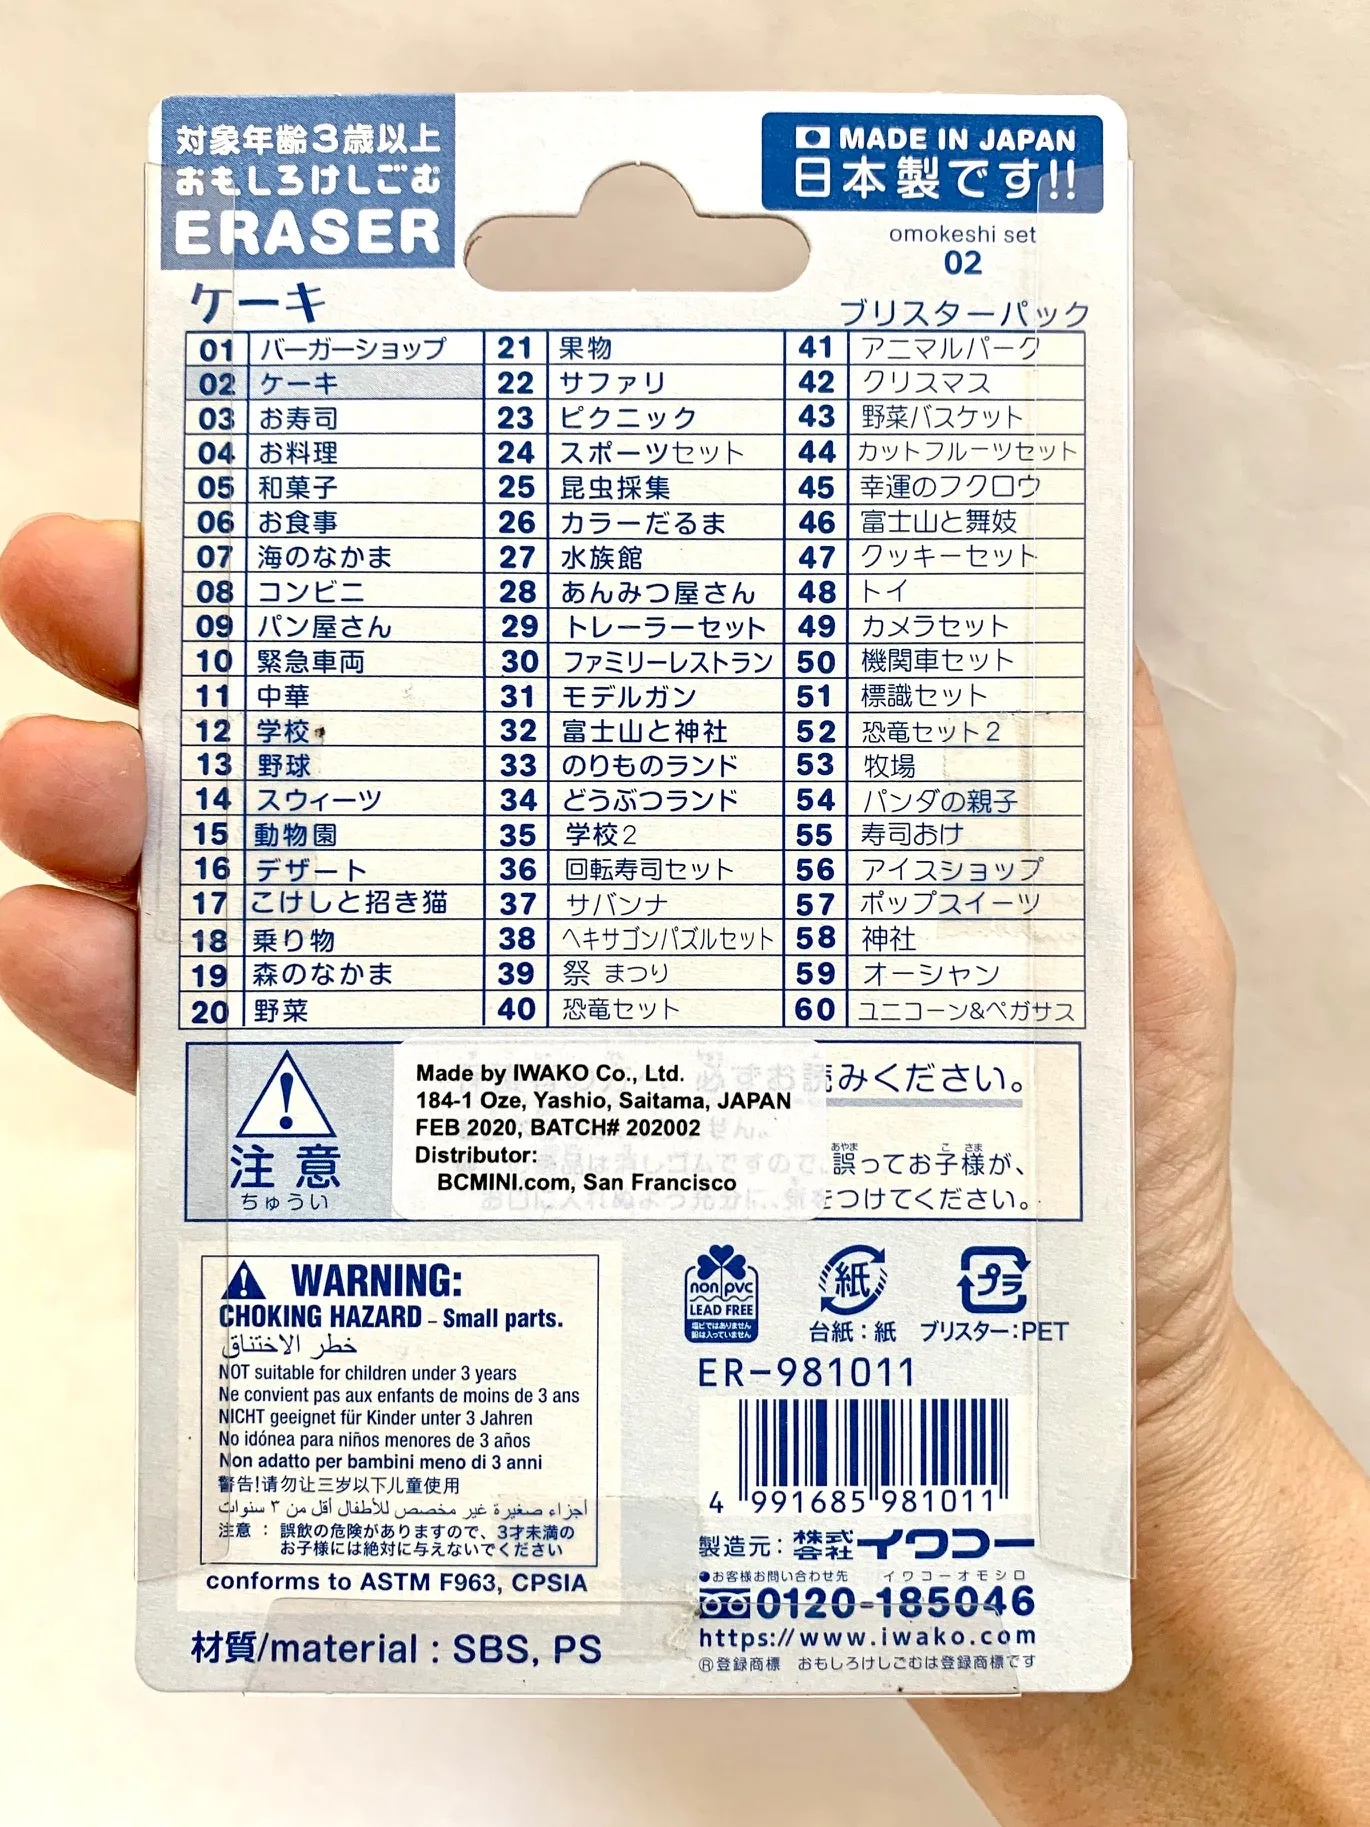 対象年齢3歳以上
おもしろけしごむ
ERASER
MADE IN JAPAN
日本製です!!
omokeshi set
02
ケーキ
ブリスターパック
01 バーガーショップ
02 ケーキ
03 お寿司
04 お料理
05 和菓子
06 お食事
07 海のなかま
08 コンビニ
09 パン屋さん
10 緊急車両
11 中華
12 学校
13 野球
14 スウィーツ
15 動物園
16 デザート
17 こけしと招き猫
18 乗り物
19 森のなかま
20 野菜
21 果物
22 サファリ
23 ピクニック
24 スポーツセット
25 昆虫採集
26 カラーだるま
27 水族館
28 あんみつ屋さん
29 トレーラーセット
30 ファミリーレストラン
31 モデルガン
32 富士山と神社
33 のりものランド
34 どうぶつランド
35 学校2
36 回転寿司セット
37 サバンナ
38 ヘキサゴンパズルセット
39 祭 まつり
40 恐竜セット
41 アニマルパーク
42 クリスマス
43 野菜バスケット
44 カットフルーツセット
45 幸運のフクロウ
46 富士山と舞妓
47 クッキーセット
48 トイ
49 カメラセット
50 機関車セット
51 標識セット
52 恐竜セット2
53 牧場
54 パンダの親子
55 寿司おけ
56 アイスショップ
57 ポップスイーツ
58 神社
59 オーシャン
60 ユニコーン&ペガサス
注意
ちゅうい
Made by IWAKO Co., Ltd.
184-1 Oze, Yashio, Saitama, JAPAN
FEB 2020, BATCH# 202002
Distributor:
BCMINI.com, San Francisco
必ずお読みください。
あやま こ さま
誤ってお子様が、
をつけてください。
WARNING:
CHOKING HAZARD – Small parts.
خطر الاختناق
NOT suitable for children under 3 years
Ne convient pas aux enfants de moins de 3 ans
NICHT geeignet für Kinder unter 3 Jahren
No idónea para niños menores de 3 años
Non adatto per bambini meno di 3 anni
警告!请勿让三岁以下儿童使用
أجزاء صغيرة غير مخصص للأطفال أقل من ٣ سنوات
注意 : 誤飲の危険がありますので、3才未満の
お子様には絶対に与えないでください
conforms to ASTM F963, CPSIA
材質/material : SBS, PS
non pvc
LEAD FREE
塩ビではありません
鉛は入っていません
紙
台紙:紙
プラ
ブリスター:PET
ER-981011
4 991685 981011
製造元: 株式会社イワコー
●お客様お問い合わせ先 イワコーオモシロ
0120-185046
https://www.iwako.com
Ⓡ登録商標 おもしろけしごむは登録商標です